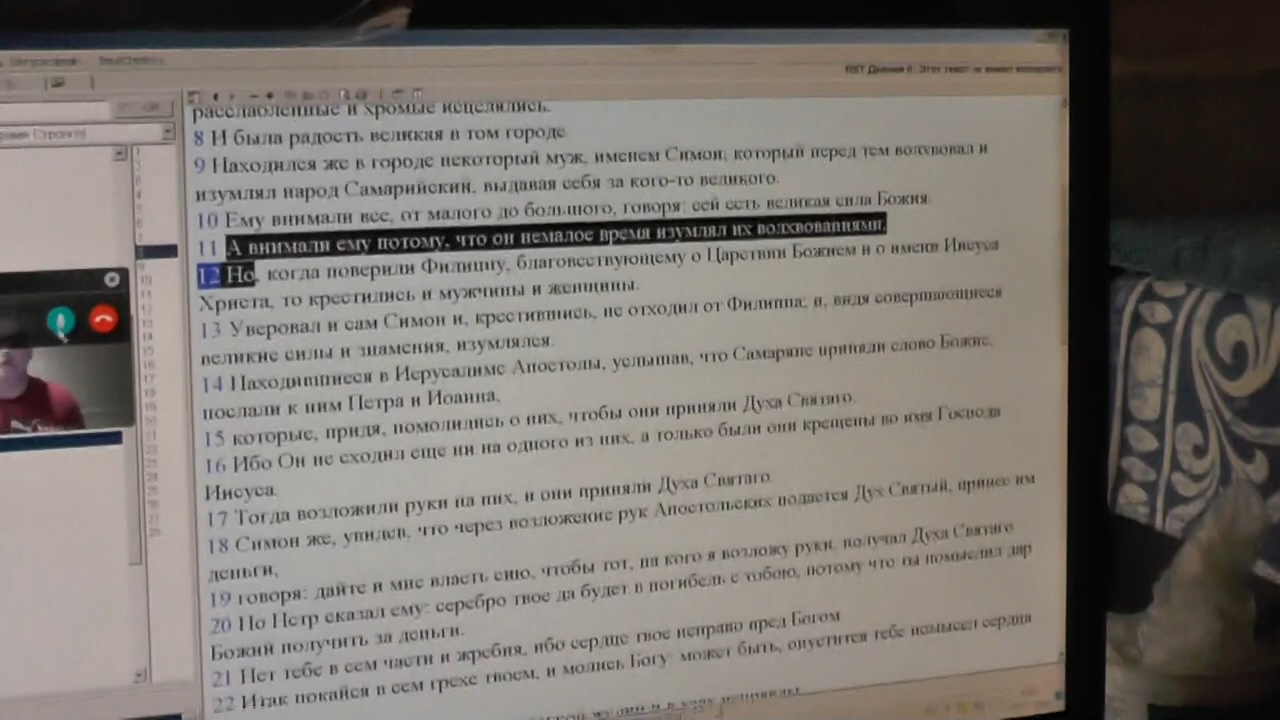 расслабленные и хромые исцелялись.
8 И была радость великая в том городе.
9 Находился же в городе некоторый муж, именем Симон, который перед тем волхвовал и
изумлял народ Самарийский, выдавая себя за кого-то великого.
10 Ему внимали все, от малого до большого, говоря: сей есть великая сила Божия.
11 А внимали ему потому, что он немалое время изумлял их волхвованиями.
12 Но, когда поверили Филиппу, благовествующему о Царствии Божием и о имени Иисуса
Христа, то крестились и мужчины и женщины.
13 Уверовал и сам Симон и, крестившись, не отходил от Филиппа; и, видя совершающиеся
великие силы и знамения, изумлялся.
14 Находившиеся в Иерусалиме Апостолы, услышав, что Самаряне приняли слово Божие,
послали к ним Петра и Иоанна,
15 которые, придя, помолились о них, чтобы они приняли Духа Святаго.
16 Ибо Он не сходил еще ни на одного из них, а только были они крещены во имя Господа
Иисуса.
17 Тогда возложили руки на них, и они приняли Духа Святаго.
18 Симон же, увидев, что через возложение рук Апостольских подается Дух Святый, принес им
деньги,
19 говоря: дайте и мне власть сию, чтобы тот, на кого я возложу руки, получал Духа Святаго.
20 Но Петр сказал ему: серебро твое да будет в погибель с тобою, потому что ты помыслил дар
Божий получить за деньги.
21 Нет тебе в сем части и жребия, ибо сердце твое неправо пред Богом.
22 Итак покайся в сем грехе твоем, и молись Богу: может быть, опустится тебе помысел сердца